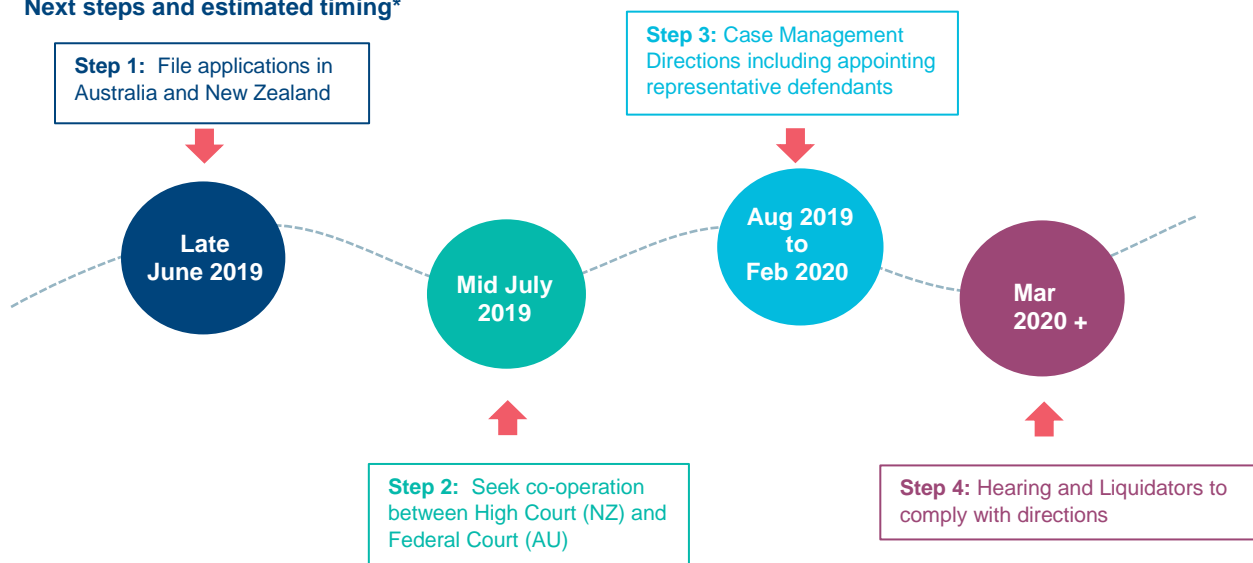 Next steps and estimated timing*
Step 1: File applications in
Australia and New Zealand
Step 3: Case Management
Directions including appointing
representative defendants
Late
June 2019
Mid July
2019
Aug 2019
to
Feb 2020
Mar
2020 +
Step 2: Seek co-operation
between High Court (NZ) and
Federal Court (AU)
Step 4: Hearing and Liquidators to
comply with directions